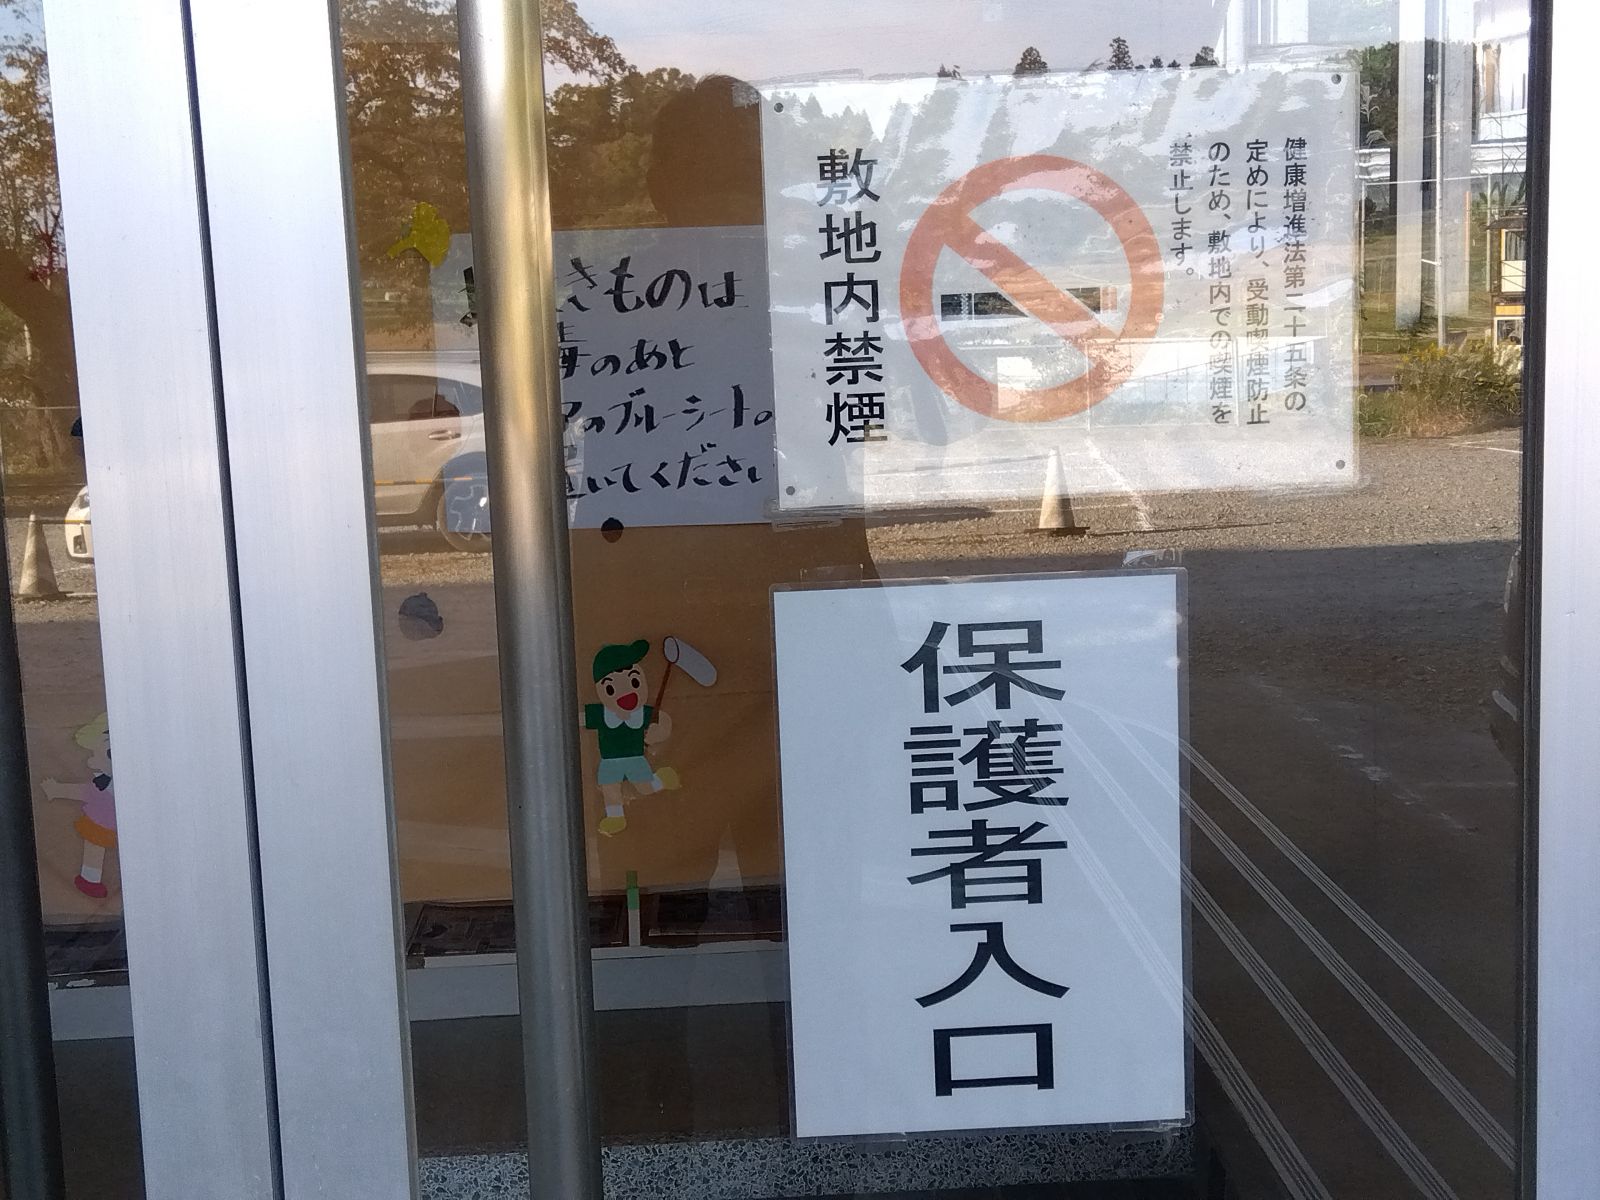 健康増進法第二十五条の
定めにより、受動喫煙防止
のため、敷地内での喫煙を
禁止します。
敷地内禁煙
きものは
のあと
のブルーシート。
いてください
保護者入口